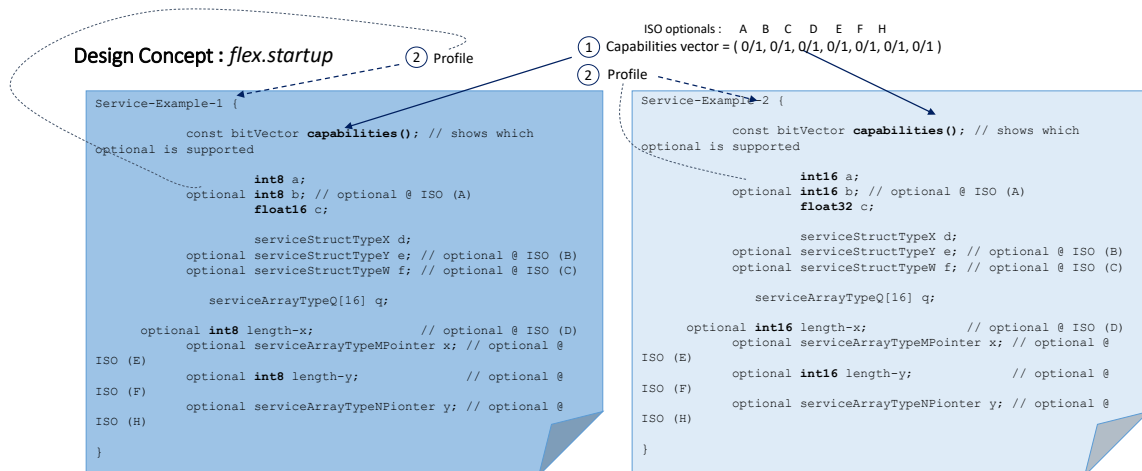 ISO optionals : A B C D E F H
Design Concept : flex.startup
2 Profile
1 Capabilities vector = ( 0/1, 0/1, 0/1, 0/1, 0/1, 0/1, 0/1 )
2 Profile
Service-Example-1 {
const bitVector capabilities(); // shows which
optional is supported
int8 a;
optional int8 b; // optional @ ISO (A)
float16 c;
serviceStructTypeX d;
optional serviceStructTypeY e; // optional @ ISO (B)
optional serviceStructTypeW f; // optional @ ISO (C)
serviceArrayTypeQ[16] q;
optional int8 length-x; // optional @ ISO (D)
optional serviceArrayTypeMPointer x; // optional @
ISO (E)
optional int8 length-y; // optional @
ISO (F)
optional serviceArrayTypeNPionter y; // optional @
ISO (H)
}
Service-Example-2 {
const bitVector capabilities(); // shows which
optional is supported
int16 a;
optional int16 b; // optional @ ISO (A)
float32 c;
serviceStructTypeX d;
optional serviceStructTypeY e; // optional @ ISO (B)
optional serviceStructTypeW f; // optional @ ISO (C)
serviceArrayTypeQ[16] q;
optional int16 length-x; // optional @ ISO (D)
optional serviceArrayTypeMPointer x; // optional @
ISO (E)
optional int16 length-y; // optional @
ISO (F)
optional serviceArrayTypeNPionter y; // optional @
ISO (H)
}